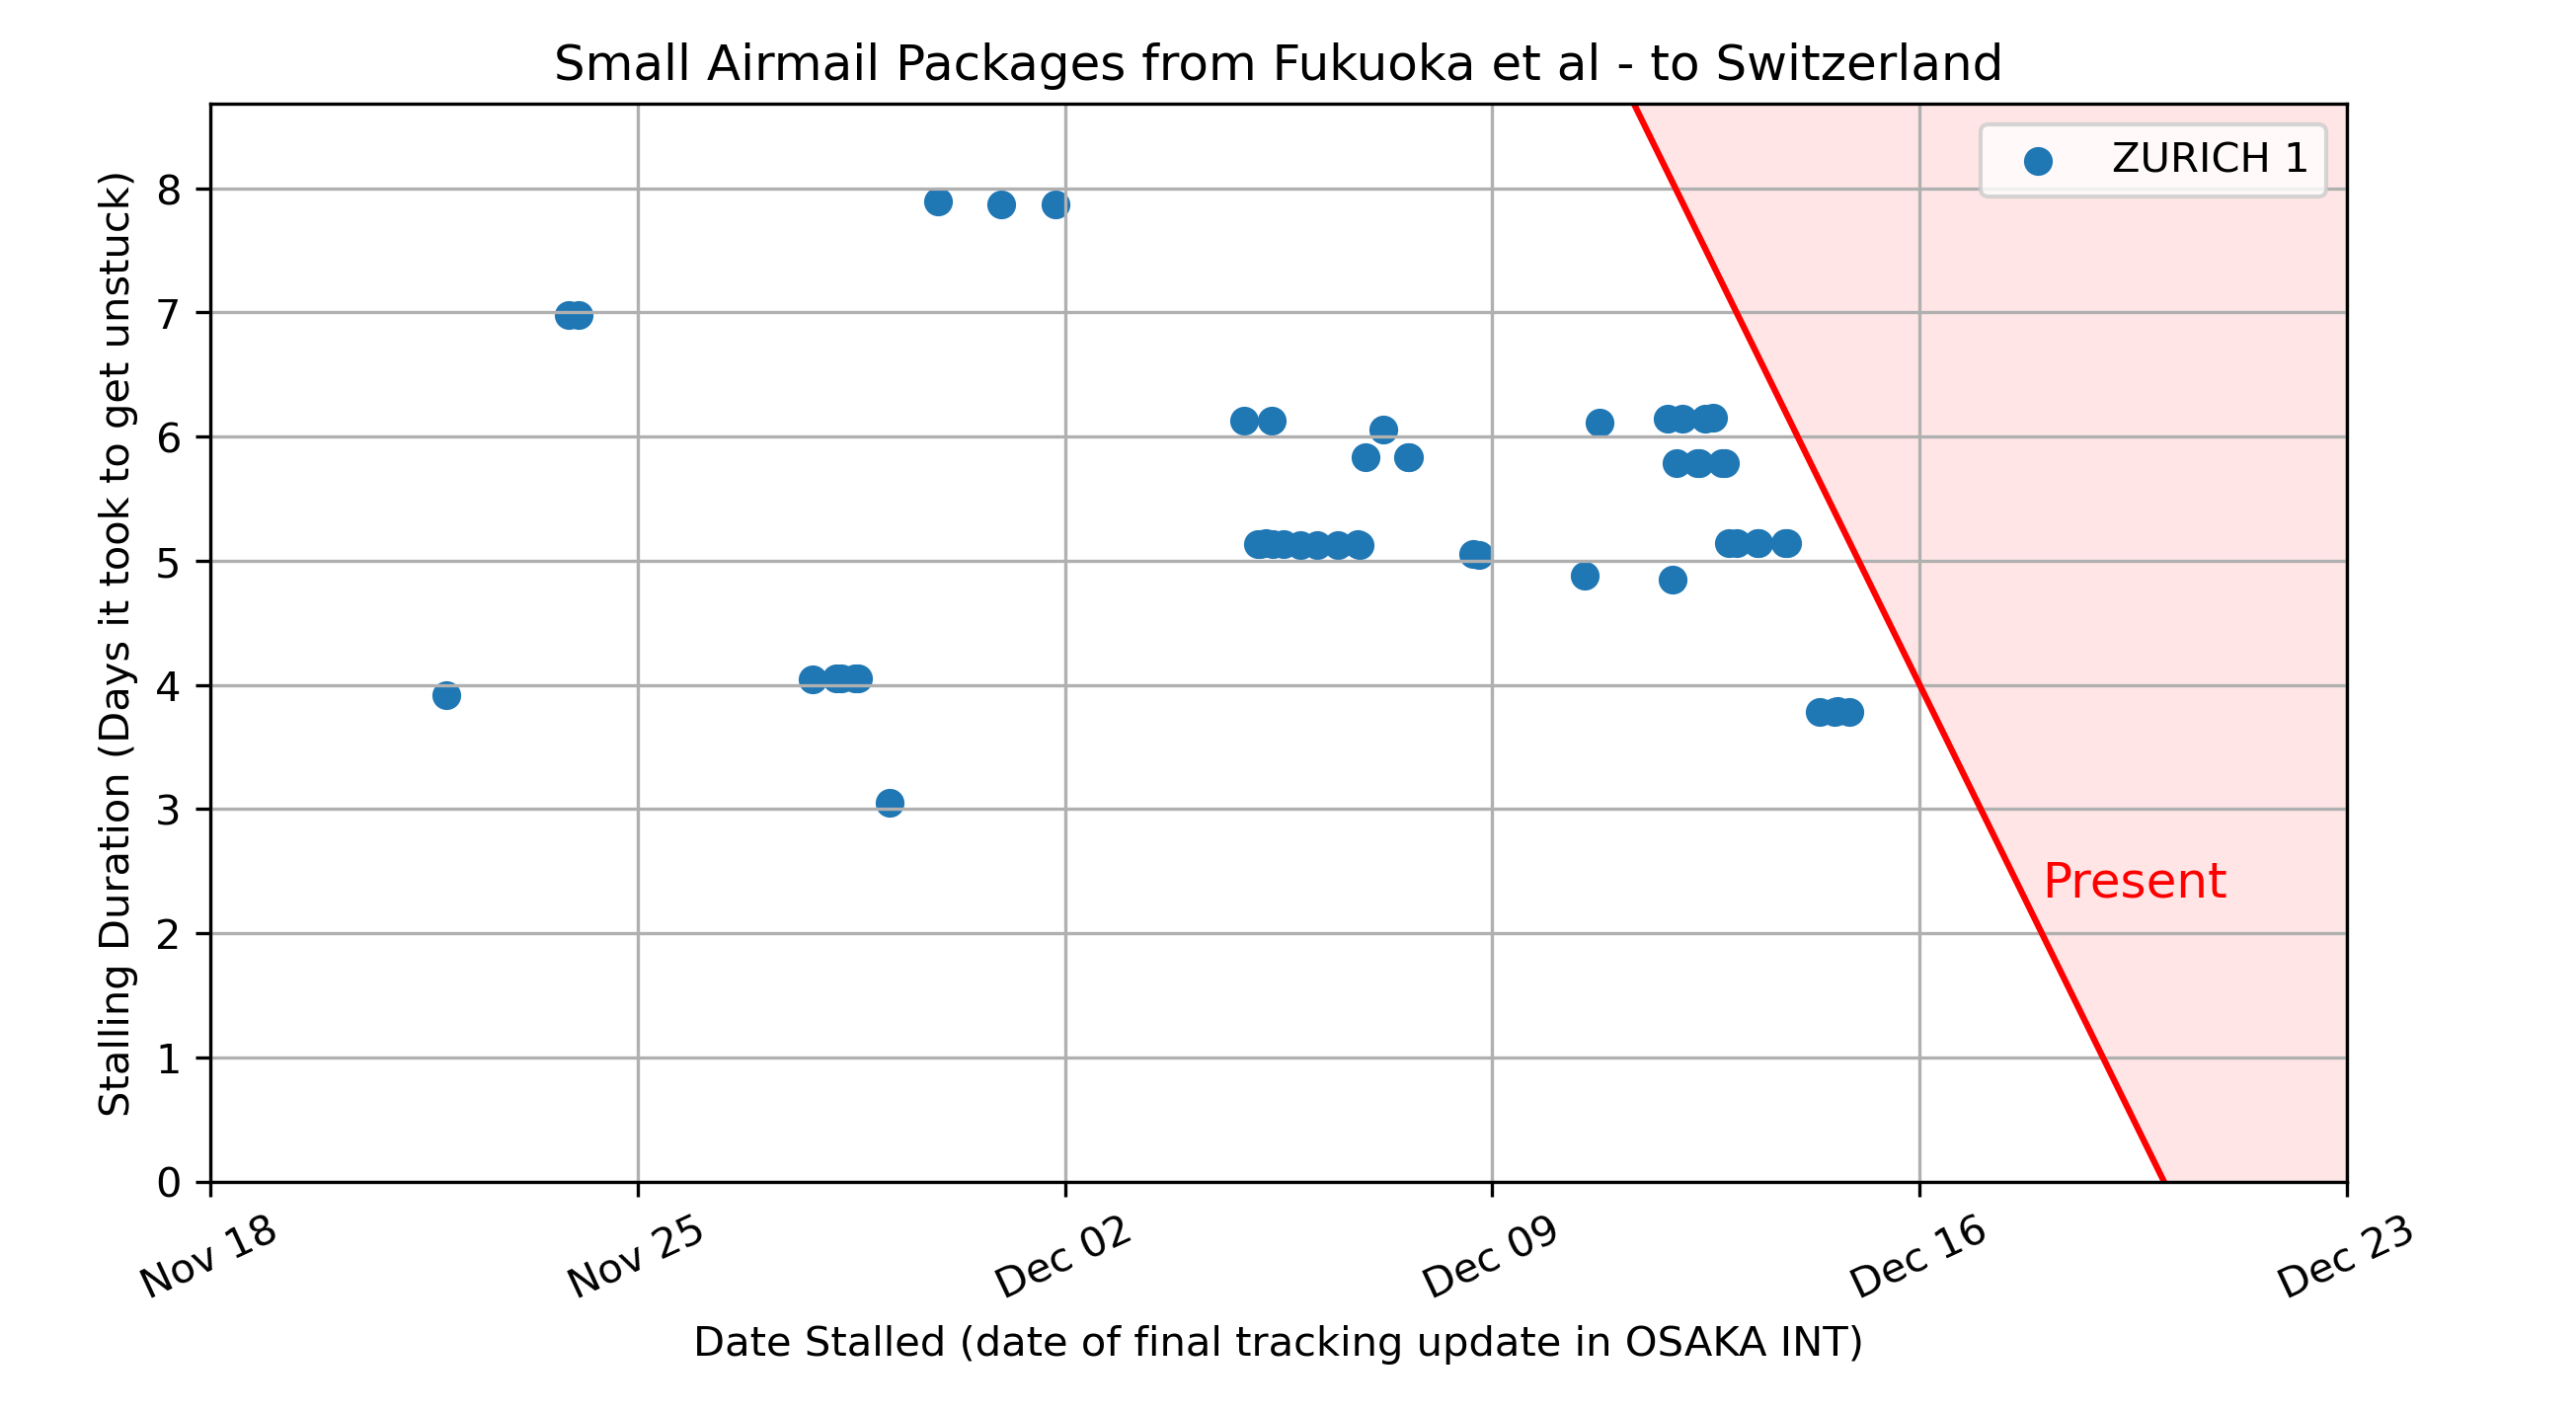 Small Airmail Packages from Fukuoka et al - to Switzerland
ZURICH 1
Stalling Duration (Days it took to get unstuck)
8
7
6
5
4
3
2
1
0
Present
Nov 18
Nov 25
Dec 02
Dec 09
Dec 16
Dec 23
Date Stalled (date of final tracking update in OSAKA INT)